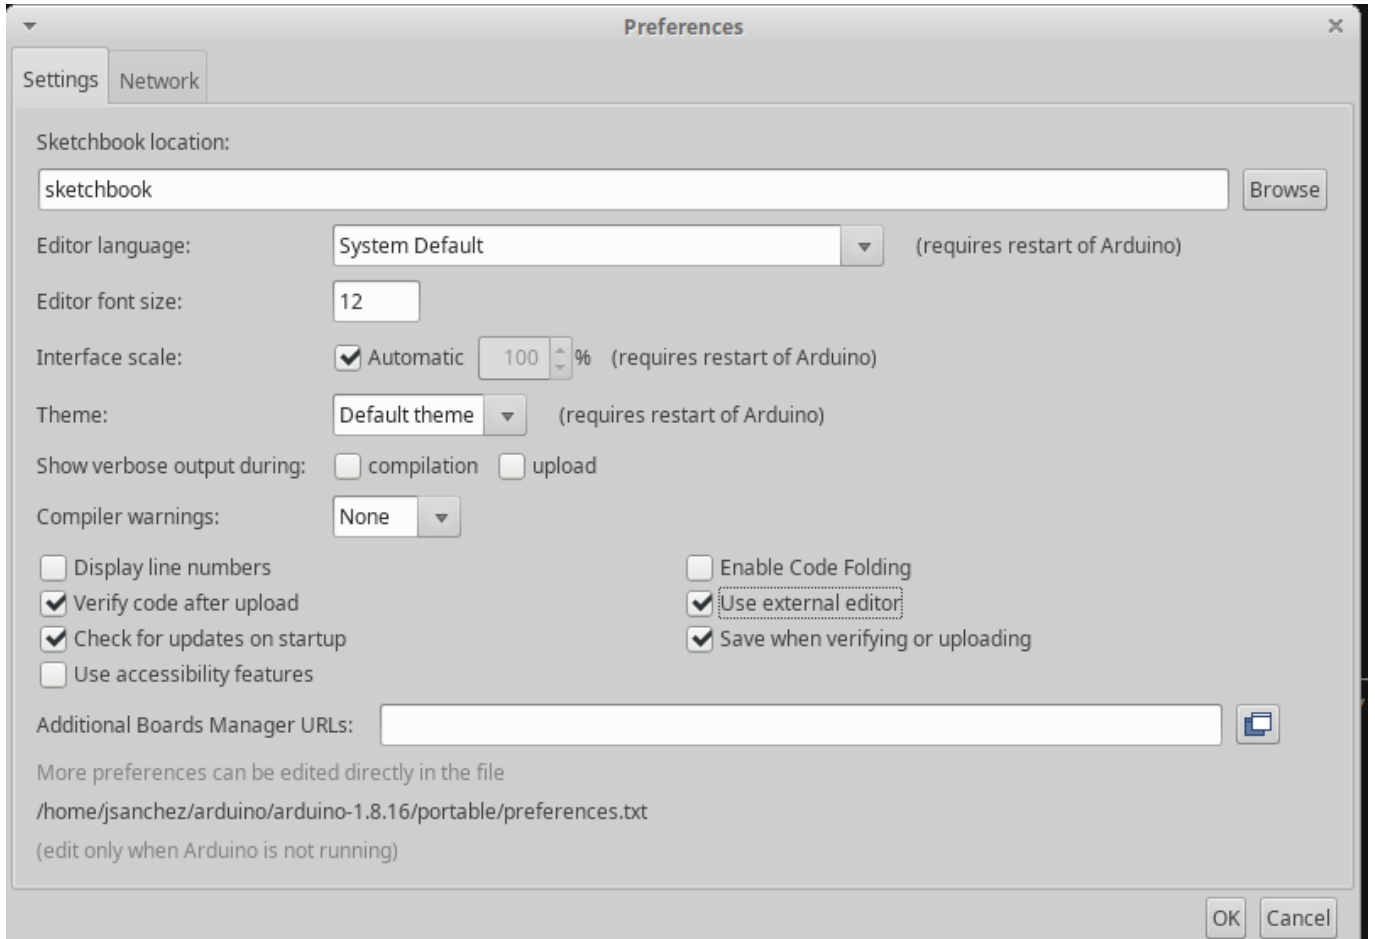 Preferences
Settings Network
Sketchbook location:
sketchbook Browse
Editor language: System Default (requires restart of Arduino)
Editor font size: 12
Interface scale: Automatic 100 % (requires restart of Arduino)
Theme: Default theme (requires restart of Arduino)
Show verbose output during: compilation upload
Compiler warnings: None
Display line numbers Enable Code Folding
Verify code after upload Use external editor
Check for updates on startup Save when verifying or uploading
Use accessibility features
Additional Boards Manager URLs:
More preferences can be edited directly in the file
/home/jsanchez/arduino/arduino-1.8.16/portable/preferences.txt
(edit only when Arduino is not running)
OK Cancel